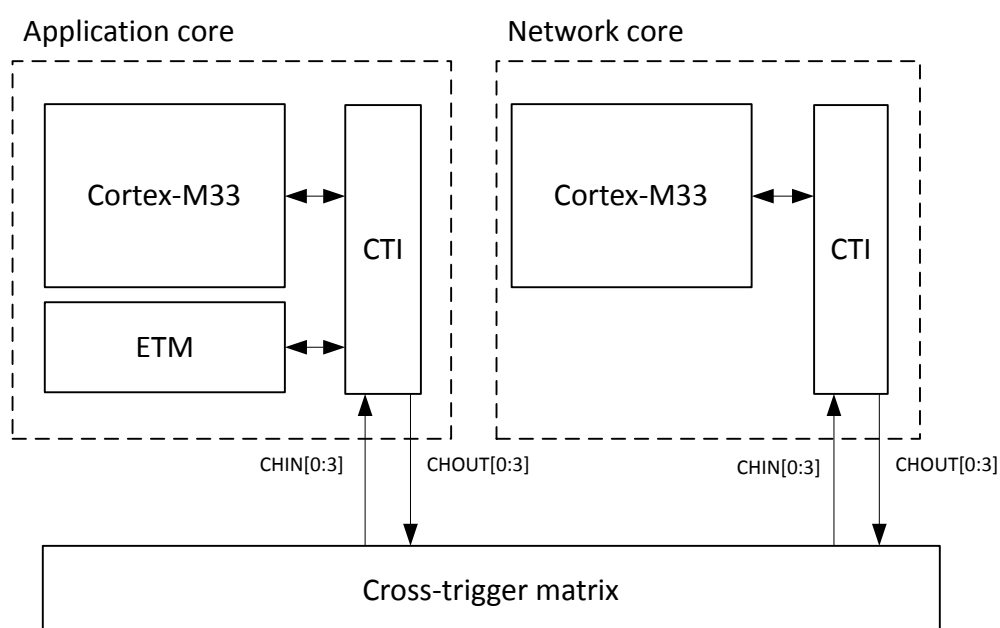 Application core
Network core
Cortex-M33
CTI
ETM
Cortex-M33
CTI
CHIN[0:3]
CHOUT[0:3]
CHIN[0:3]
CHOUT[0:3]
Cross-trigger matrix